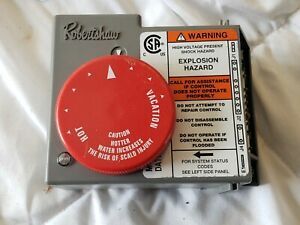 Robertshaw
VACATION
HOT
CAUTION
HOTTER
WATER INCREASES
THE RISK OF SCALD INJURY
C US
WARNING
HIGH VOLTAGE PRESENT
SHOCK HAZARD
EXPLOSION
HAZARD
CALL FOR ASSISTANCE
IF CONTROL
DOES NOT OPERATE
PROPERLY
DO NOT ATTEMPT TO
REPAIR CONTROL
DO NOT DISASSEMBLE
CONTROL
DO NOT OPERATE IF
CONTROL HAS BEEN
FLOODED
FOR SYSTEM STATUS
CODES
SEE LEFT SIDE PANEL